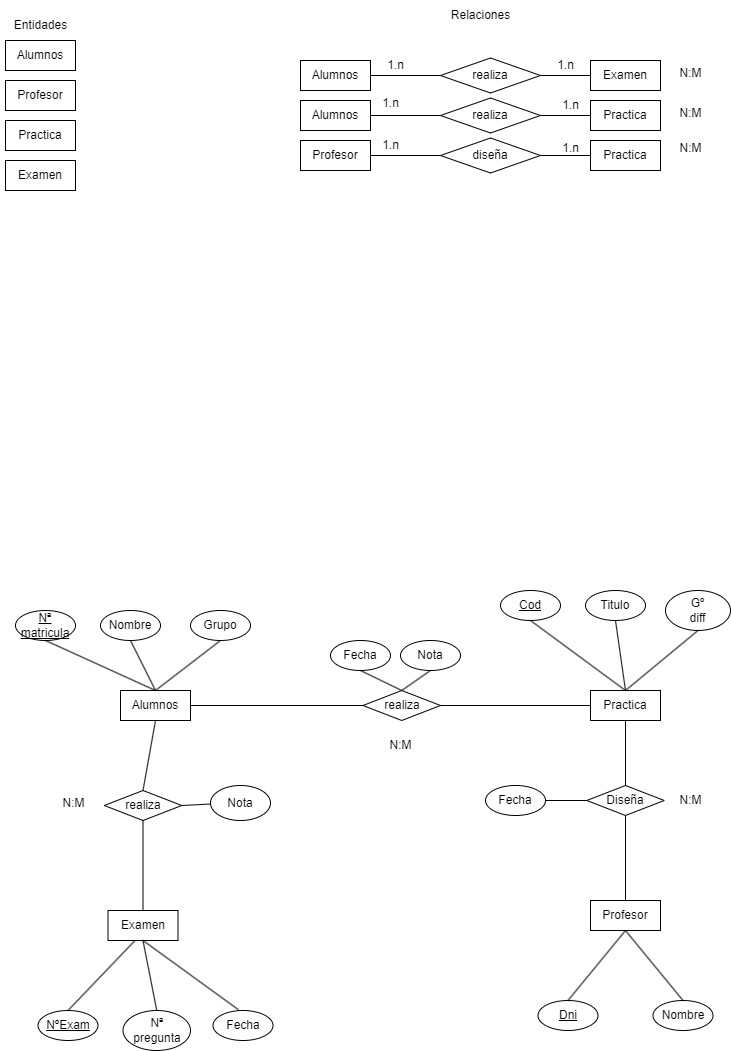 Entidades
Alumnos
Profesor
Practica
Examen
Relaciones
Alumnos 1.n realiza 1.n Examen N:M
Alumnos 1.n realiza 1.n Practica N:M
Profesor 1.n diseña 1.n Practica N:M
Nª
matricula
Nombre
Grupo
Cod
Titulo
Gº
diff
Fecha
Nota
Alumnos
realiza
Practica
N:M
N:M
realiza
Nota
Fecha
Diseña
N:M
Examen
Profesor
NºExam
Nª
pregunta
Fecha
Dni
Nombre